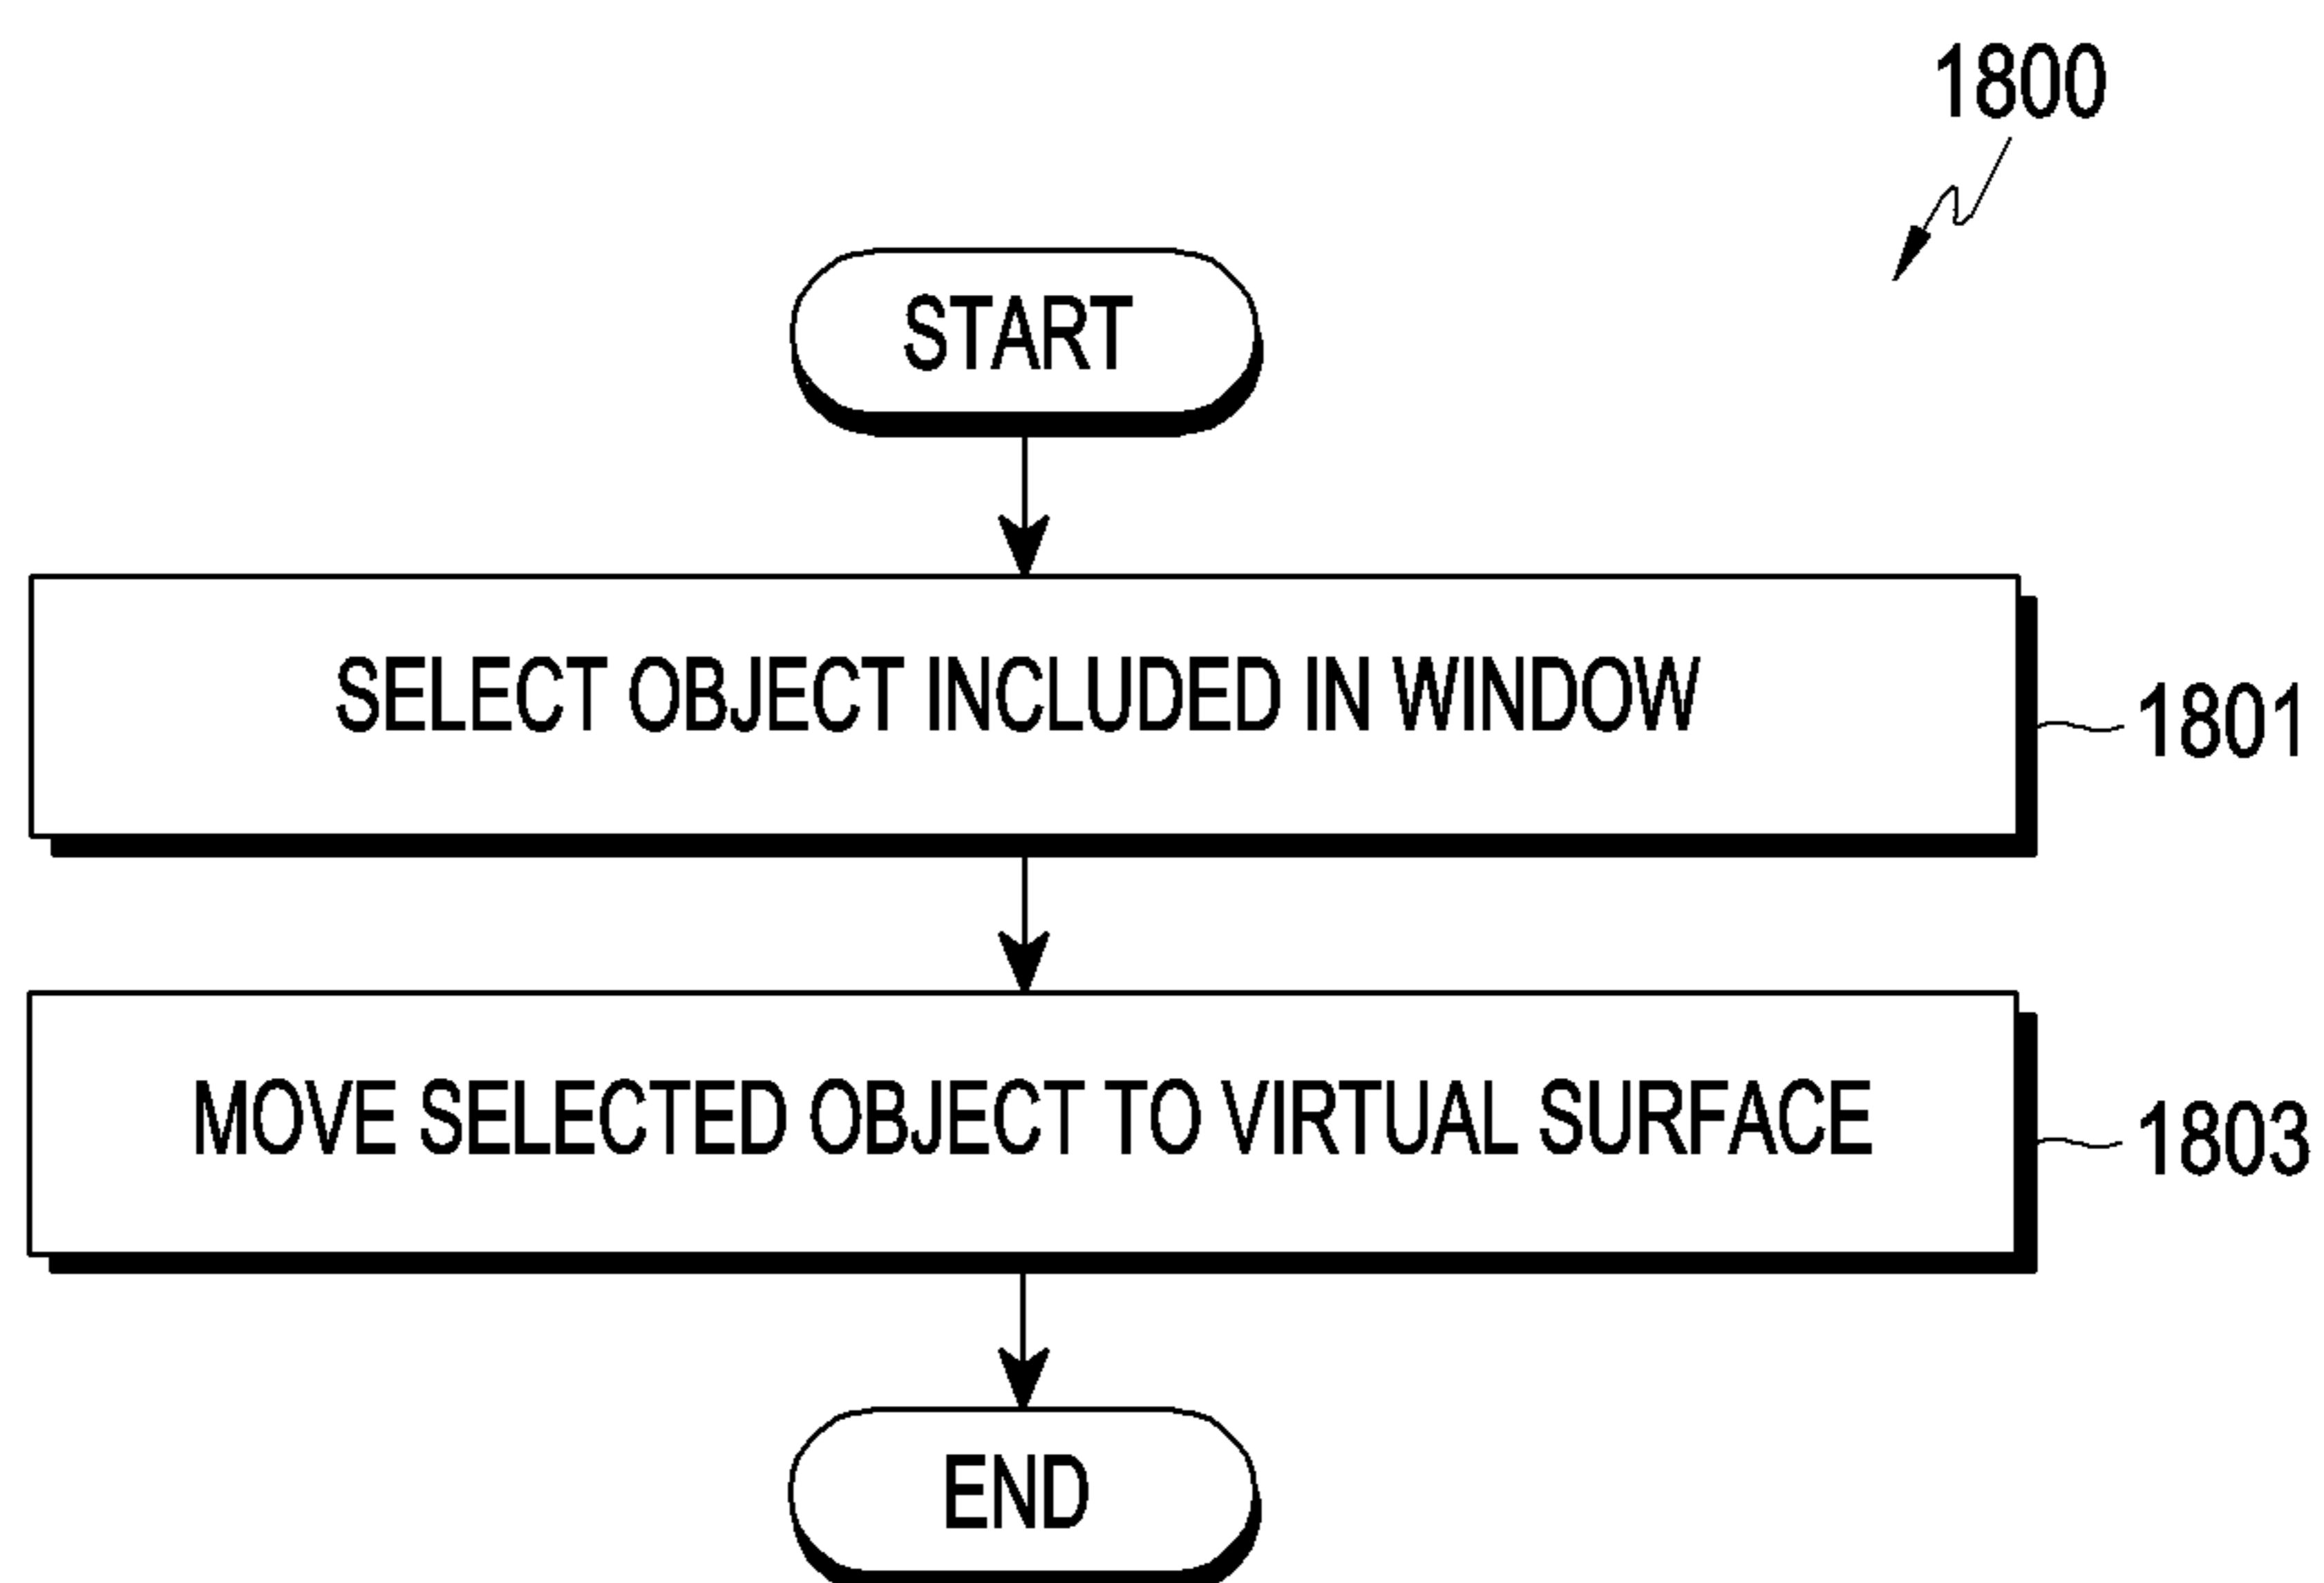 1800
START
SELECT OBJECT INCLUDED IN WINDOW
1801
MOVE SELECTED OBJECT TO VIRTUAL SURFACE
1803
END